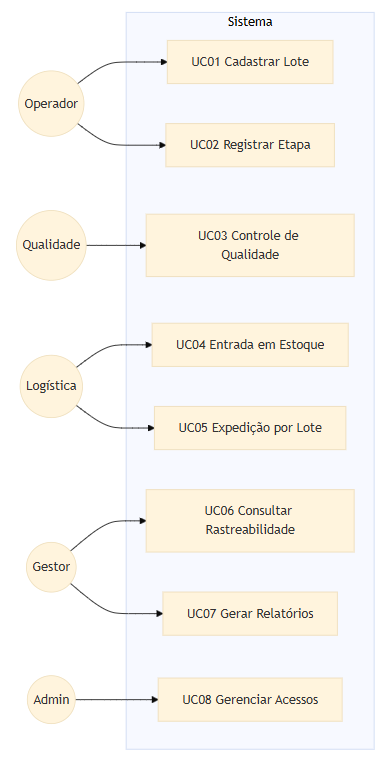 Sistema
Operador
UC01 Cadastrar Lote
UC02 Registrar Etapa
Qualidade
UC03 Controle de
Qualidade
Logística
UC04 Entrada em Estoque
UC05 Expedição por Lote
Gestor
UC06 Consultar
Rastreabilidade
UC07 Gerar Relatórios
Admin
UC08 Gerenciar Acessos